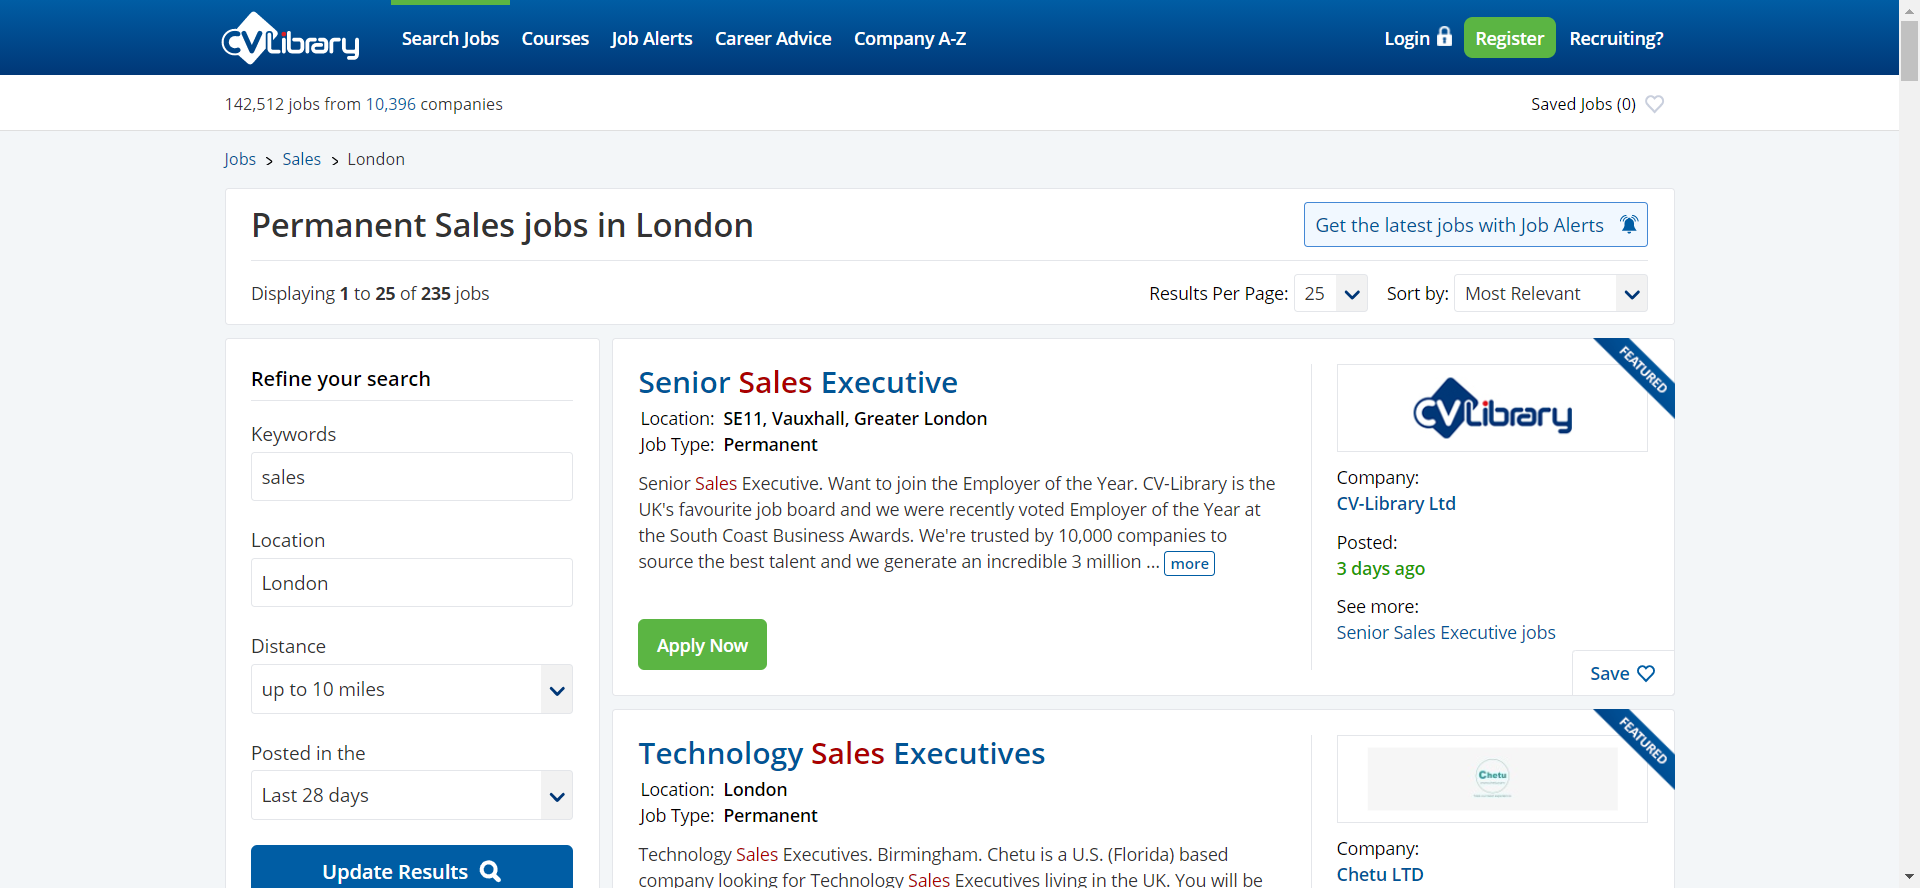 CVLibrary Search Jobs Courses Job Alerts Career Advice Company A-Z Login Register Recruiting?
142,512 jobs from 10,396 companies Saved Jobs (0)
Jobs > Sales > London
Permanent Sales jobs in London Get the latest jobs with Job Alerts
Displaying 1 to 25 of 235 jobs Results Per Page: 25 Sort by: Most Relevant
Refine your search
Keywords
sales
Location
London
Distance
up to 10 miles
Posted in the
Last 28 days
Update Results
Senior Sales Executive
Location: SE11, Vauxhall, Greater London
Job Type: Permanent
Senior Sales Executive. Want to join the Employer of the Year. CV-Library is the
UK's favourite job board and we were recently voted Employer of the Year at
the South Coast Business Awards. We're trusted by 10,000 companies to
source the best talent and we generate an incredible 3 million ... more
Apply Now
FEATURED
CVLibrary
Company:
CV-Library Ltd
Posted:
3 days ago
See more:
Senior Sales Executive jobs
Save
Technology Sales Executives
Location: London
Job Type: Permanent
Technology Sales Executives. Birmingham. Chetu is a U.S. (Florida) based
company looking for Technology Sales Executives living in the UK. You will be
FEATURED
Chetu
Company:
Chetu LTD